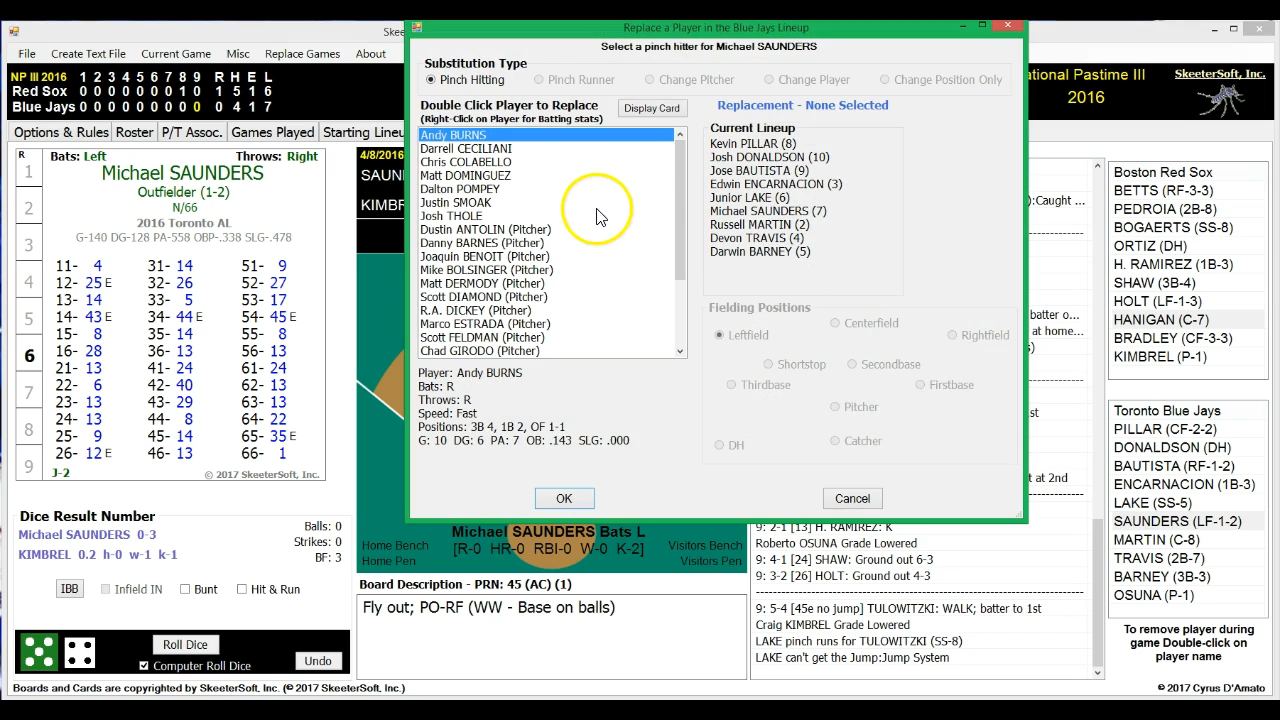 Skee
File Create Text File Current Game Misc Replace Games About
NP III 2016 1 2 3 4 5 6 7 8 9 R H E L
Red Sox 0 0 0 0 0 0 0 0 1 1 5 1 6
Blue Jays 0 0 0 0 0 0 0 0 0 0 4 1 7
tional Pastime III
2016
SkeeterSoft, Inc.
Options & Rules Roster P/T Assoc. Games Played Starting Lineu
R
1
2
3
4
5
6
7
8
9
Bats: Left Throws: Right
Michael SAUNDERS
Outfielder (1-2)
N/66
2016 Toronto AL
G-140 DG-128 PA-558 OBP-.338 SLG-.478
11- 4 31- 14 51- 9
12- 25 E 32- 26 52- 27
13- 14 33- 5 53- 17
14- 43 E 34- 44 E 54- 45 E
15- 8 35- 14 55- 8
16- 28 36- 13 56- 13
21- 13 41- 24 61- 24
22- 6 42- 40 62- 13
23- 13 43- 29 63- 13
24- 13 44- 8 64- 22
25- 9 45- 14 65- 35 E
26- 12 E 46- 13 66- 1
J-2 © 2017 SkeeterSoft, Inc.
Dice Result Number
Michael SAUNDERS 0-3
KIMBREL 0.2 h-0 w-1 k-1
Balls: 0
Strikes: 0
BF: 3
IBB Infield IN Bunt Hit & Run
Roll Dice
Computer Roll Dice
Undo
Boards and Cards are copyrighted by SkeeterSoft, Inc. (© 2017 SkeeterSoft, Inc.)
4/8/2016
SAUN
KIMB
Replace a Player in the Blue Jays Lineup
Select a pinch hitter for Michael SAUNDERS
Substitution Type
Pinch Hitting Pinch Runner Change Pitcher Change Player Change Position Only
Double Click Player to Replace
(Right-Click on Player for Batting stats)
Display Card
Replacement - None Selected
Andy BURNS
Darrell CECILIANI
Chris COLABELLO
Matt DOMINGUEZ
Dalton POMPEY
Justin SMOAK
Josh THOLE
Dustin ANTOLIN (Pitcher)
Danny BARNES (Pitcher)
Joaquin BENOIT (Pitcher)
Mike BOLSINGER (Pitcher)
Matt DERMODY (Pitcher)
Scott DIAMOND (Pitcher)
R.A. DICKEY (Pitcher)
Marco ESTRADA (Pitcher)
Scott FELDMAN (Pitcher)
Chad GIRODO (Pitcher)
Current Lineup
Kevin PILLAR (8)
Josh DONALDSON (10)
Jose BAUTISTA (9)
Edwin ENCARNACION (3)
Junior LAKE (6)
Michael SAUNDERS (7)
Russell MARTIN (2)
Devon TRAVIS (4)
Darwin BARNEY (5)
Fielding Positions
Leftfield Centerfield Rightfield
Shortstop Secondbase
Thirdbase Firstbase
Pitcher
DH Catcher
Player: Andy BURNS
Bats: R
Throws: R
Speed: Fast
Positions: 3B 4, 1B 2, OF 1-1
G: 10 DG: 6 PA: 7 OB: .143 SLG: .000
OK Cancel
Michael SAUNDERS Bats L
[R-0 HR-0 RBI-0 W-0 K-2]
Home Bench
Home Pen
Visitors Bench
Visitors Pen
Board Description - PRN: 45 (AC) (1)
Fly out; PO-RF (WW - Base on balls)
):Caught ...
batter o...
at home...
)
st
t at 2nd
9: 2-1 [13] H. RAMIREZ: K
Roberto OSUNA Grade Lowered
9: 4-1 [24] SHAW: Ground out 6-3
9: 3-2 [26] HOLT: Ground out 4-3
9: 5-4 [45e no jump] TULOWITZKI: WALK; batter to 1st
Craig KIMBREL Grade Lowered
LAKE pinch runs for TULOWITZKI (SS-8)
LAKE can't get the Jump:Jump System
Boston Red Sox
BETTS (RF-3-3)
PEDROIA (2B-7)
BOGAERTS (SS-8)
ORTIZ (DH)
H. RAMIREZ (1B-3)
SHAW (3B-4)
HOLT (LF-1-3)
HANIGAN (C-7)
BRADLEY (CF-3-3)
KIMBREL (P-1)
Toronto Blue Jays
PILLAR (CF-2-2)
DONALDSON (DH)
BAUTISTA (RF-1-2)
ENCARNACION (1B-3)
LAKE (SS-5)
SAUNDERS (LF-1-2)
MARTIN (C-8)
TRAVIS (2B-7)
BARNEY (3B-3)
OSUNA (P-1)
To remove player during
game Double-click on
player name
© 2017 Cyrus D'Amato